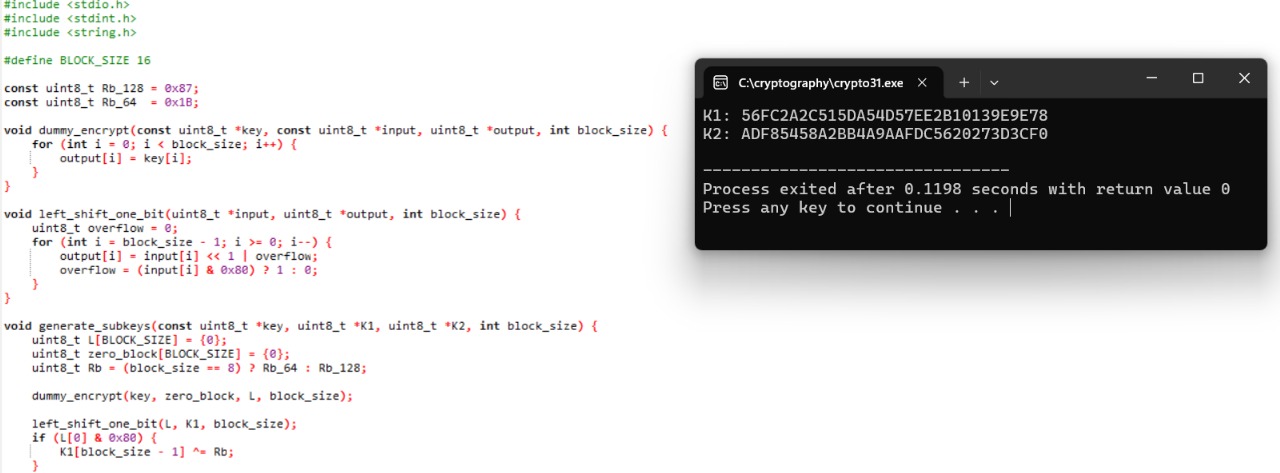 #include <stdio.h>
#include <stdint.h>
#include <string.h>

#define BLOCK_SIZE 16

const uint8_t Rb_128 = 0x87;
const uint8_t Rb_64  = 0x1B;

void dummy_encrypt(const uint8_t *key, const uint8_t *input, uint8_t *output, int block_size) {
    for (int i = 0; i < block_size; i++) {
        output[i] = key[i];
    }
}

void left_shift_one_bit(uint8_t *input, uint8_t *output, int block_size) {
    uint8_t overflow = 0;
    for (int i = block_size - 1; i >= 0; i--) {
        output[i] = input[i] << 1 | overflow;
        overflow = (input[i] & 0x80) ? 1 : 0;
    }
}

void generate_subkeys(const uint8_t *key, uint8_t *K1, uint8_t *K2, int block_size) {
    uint8_t L[BLOCK_SIZE] = {0};
    uint8_t zero_block[BLOCK_SIZE] = {0};
    uint8_t Rb = (block_size == 8) ? Rb_64 : Rb_128;

    dummy_encrypt(key, zero_block, L, block_size);

    left_shift_one_bit(L, K1, block_size);
    if (L[0] & 0x80) {
        K1[block_size - 1] ^= Rb;
    }
C:\cryptography\crypto31.exe
K1: 56FC2A2C515DA54D57EE2B10139E9E78
K2: ADF85458A2BB4A9AAFDC5620273D3CF0

--------------------------------
Process exited after 0.1198 seconds with return value 0
Press any key to continue . . .